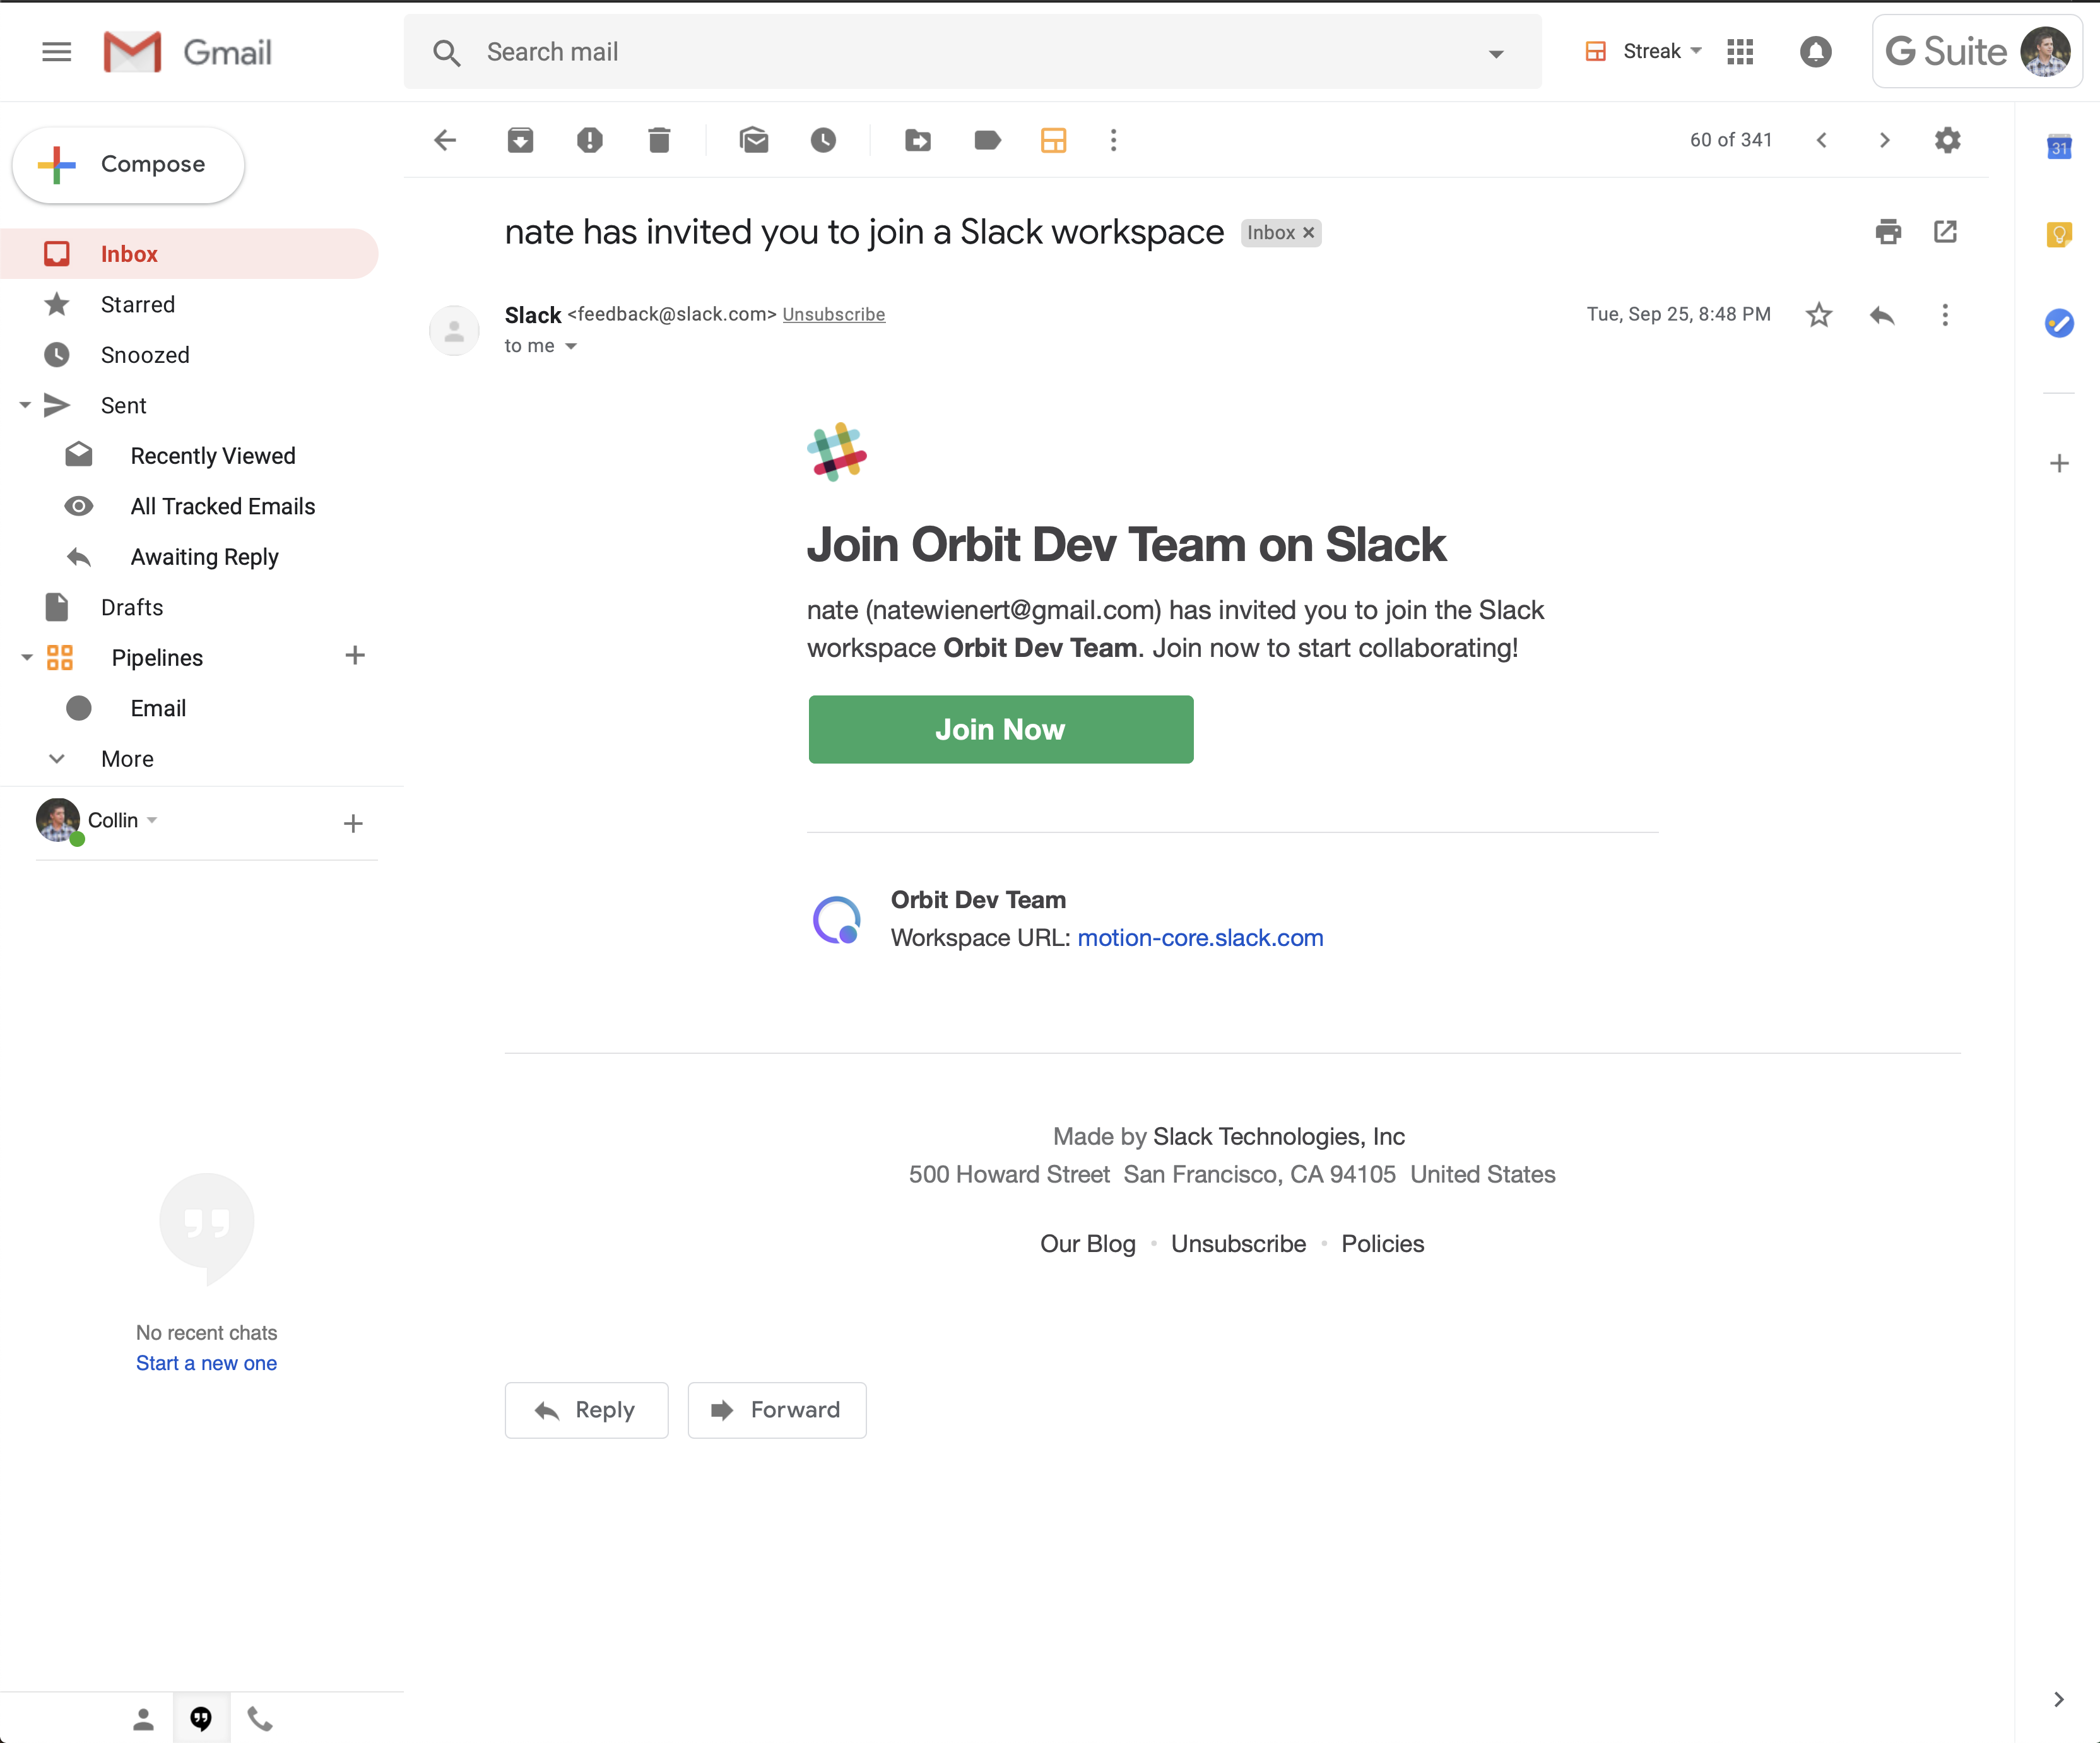 Gmail
Search mail
Streak
G Suite
Compose
60 of 341
31
nate has invited you to join a Slack workspace Inbox ×
Inbox
Starred
Snoozed
Sent
Recently Viewed
All Tracked Emails
Awaiting Reply
Drafts
Pipelines
Email
More
Collin
Slack <feedback@slack.com> Unsubscribe
Tue, Sep 25, 8:48 PM
to me
Join Orbit Dev Team on Slack
nate (natewienert@gmail.com) has invited you to join the Slack
workspace Orbit Dev Team. Join now to start collaborating!
Join Now
Orbit Dev Team
Workspace URL: motion-core.slack.com
Made by Slack Technologies, Inc
500 Howard Street San Francisco, CA 94105 United States
Our Blog • Unsubscribe • Policies
No recent chats
Start a new one
Reply
Forward